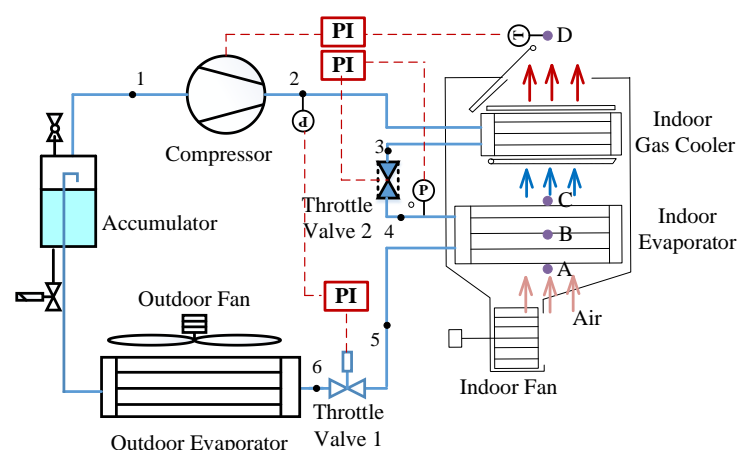 PI
T
D
PI
1
2
P
Compressor
Indoor
Gas Cooler
3
P
Throttle
Valve 2
4
C
B
A
Indoor
Evaporator
Accumulator
PI
Outdoor Fan
Air
5
6
Indoor Fan
Throttle
Valve 1
Outdoor Evaporator